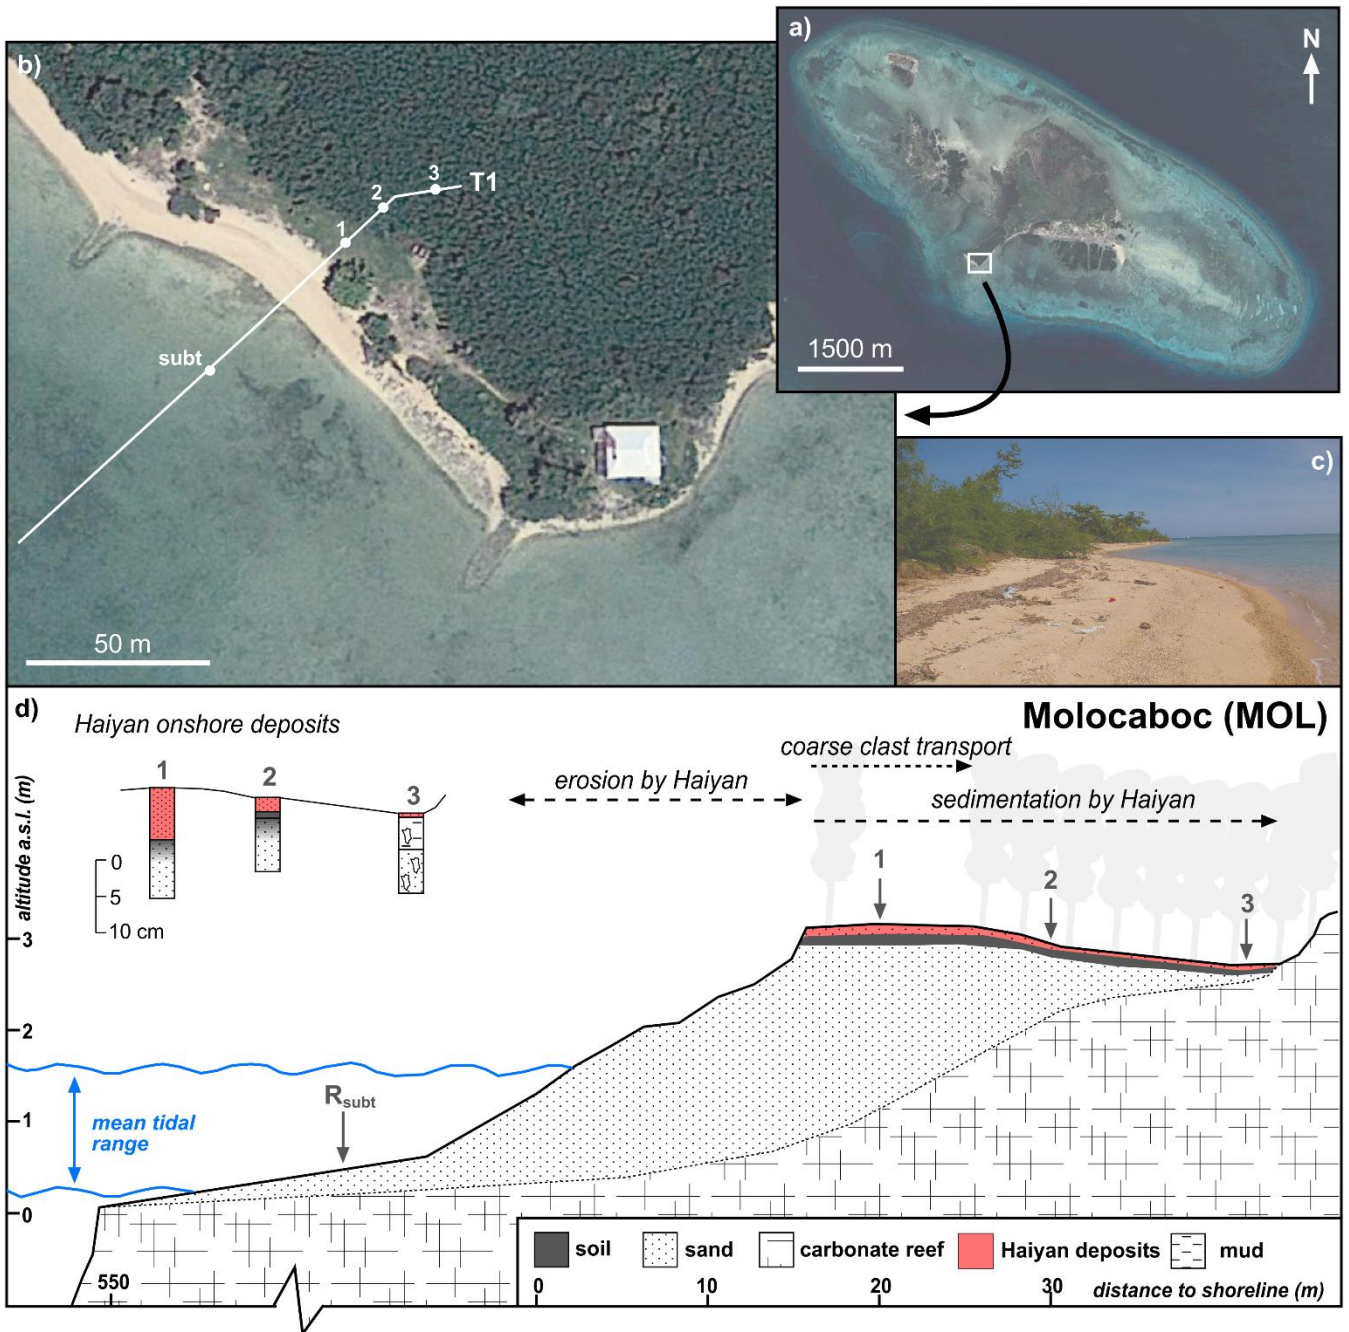 a)
N
1500 m
b)
1
2
3
T1
subt
50 m
c)
d)
Molocaboc (MOL)
Haiyan onshore deposits
1
2
3
0
5
10 cm
coarse clast transport
erosion by Haiyan
sedimentation by Haiyan
1
2
3
altitude a.s.l. (m)
3
2
1
0
mean tidal
range
Rsubt
soil
sand
carbonate reef
Haiyan deposits
mud
550
0
10
20
30
distance to shoreline (m)